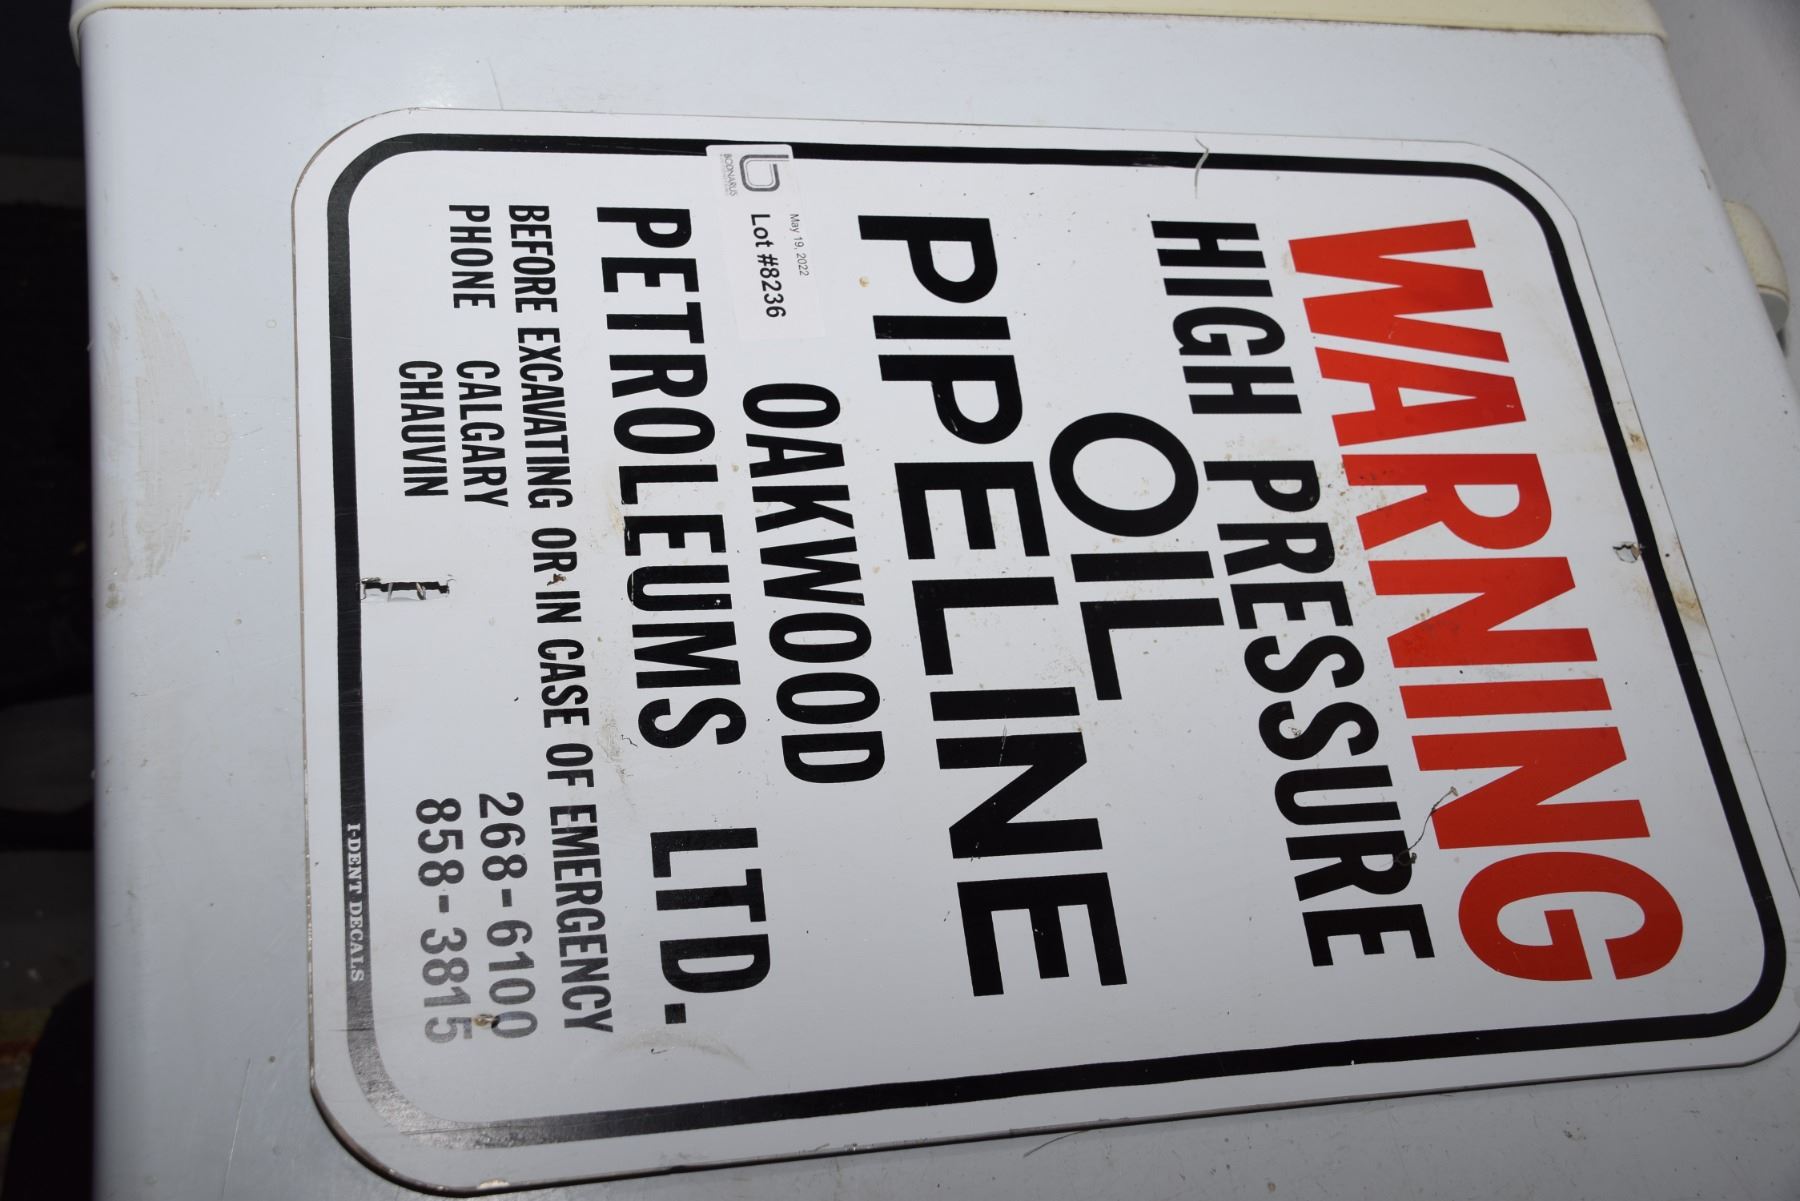 WARNING
HIGH PRESSURE
OIL
PIPELINE
May 19, 2022
Lot #8236
BODNARUS
OAKWOOD
PETROLEUMS LTD.
BEFORE EXCAVATING OR IN CASE OF EMERGENCY
PHONE CALGARY 268-6100
CHAUVIN 858-3815
I-DENT DECALS